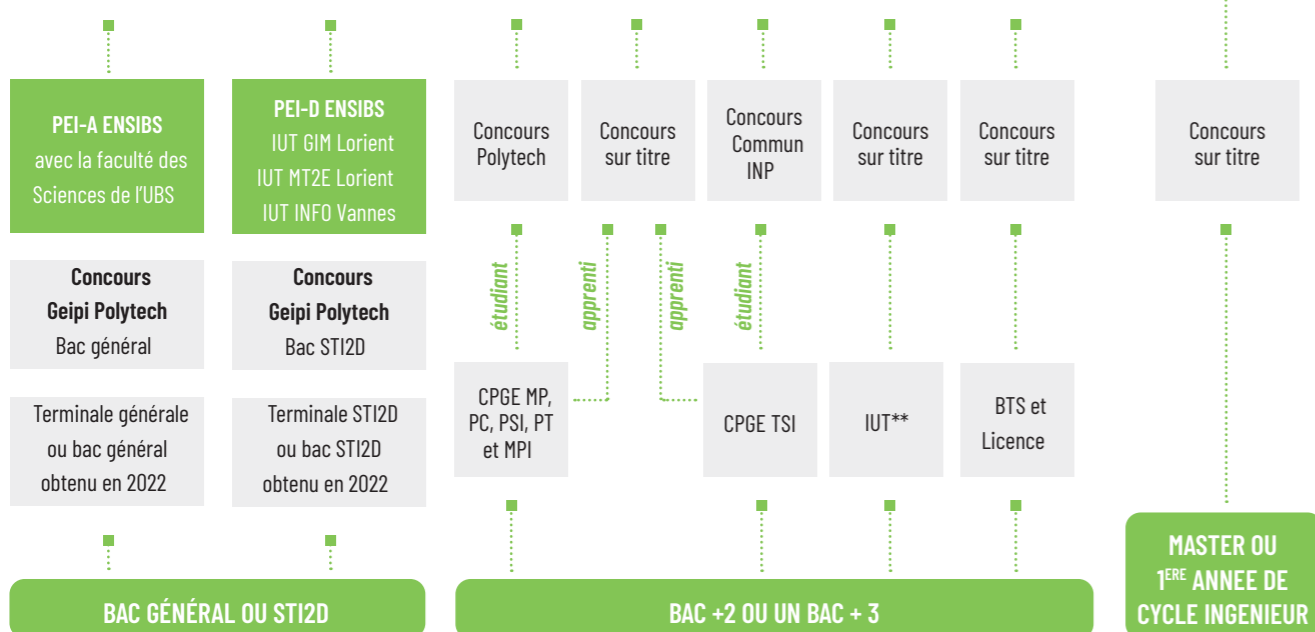 PEI-A ENSIBS
avec la faculté des
Sciences de l'UBS
PEI-D ENSIBS
IUT GIM Lorient
IUT MT2E Lorient
IUT INFO Vannes
Concours
Polytech
Concours
sur titre
Concours
Commun
INP
Concours
sur titre
Concours
sur titre
Concours
sur titre
Concours
Geipi Polytech
Bac général
Concours
Geipi Polytech
Bac STI2D
étudiant
apprenti
apprenti
étudiant
Terminale générale
ou bac général
obtenu en 2022
Terminale STI2D
ou bac STI2D
obtenu en 2022
CPGE MP,
PC, PSI, PT
et MPI
CPGE TSI
IUT**
BTS et
Licence
BAC GÉNÉRAL OU STI2D
BAC +2 OU UN BAC + 3
MASTER OU
1ERE ANNEE DE
CYCLE INGENIEUR